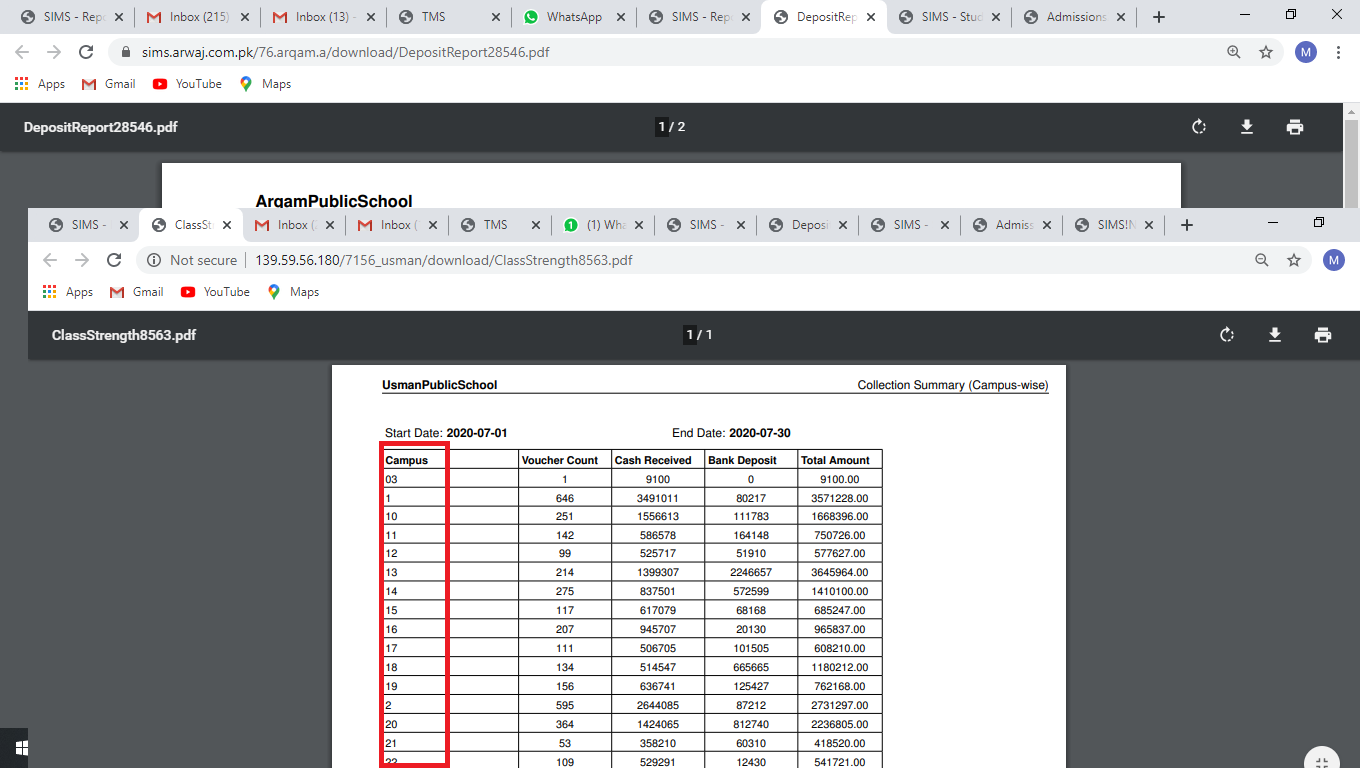 SIMS - Rep
Inbox (215)
Inbox (13) -
TMS
WhatsApp
SIMS - Rep
DepositRep
SIMS - Stud
Admissions
sims.arwaj.com.pk/76.arqam.a/download/DepositReport28546.pdf
M
Apps
Gmail
YouTube
Maps
DepositReport28546.pdf
1 / 2
ArqamPublicSchool
SIMS -
ClassSt
Inbox (
Inbox (
TMS
1
(1) Wha
SIMS -
Deposi
SIMS -
Admiss
SIMS!N
Not secure
139.59.56.180/7156_usman/download/ClassStrength8563.pdf
M
Apps
Gmail
YouTube
Maps
ClassStrength8563.pdf
1 / 1
UsmanPublicSchool
Collection Summary (Campus-wise)
Start Date: 2020-07-01
End Date: 2020-07-30
Campus Voucher Count Cash Received Bank Deposit Total Amount
03 1 9100 0 9100.00
1 646 3491011 80217 3571228.00
10 251 1556613 111783 1668396.00
11 142 586578 164148 750726.00
12 99 525717 51910 577627.00
13 214 1399307 2246657 3645964.00
14 275 837501 572599 1410100.00
15 117 617079 68168 685247.00
16 207 945707 20130 965837.00
17 111 506705 101505 608210.00
18 134 514547 665665 1180212.00
19 156 636741 125427 762168.00
2 595 2644085 87212 2731297.00
20 364 1424065 812740 2236805.00
21 53 358210 60310 418520.00
22 109 529291 12430 541721.00